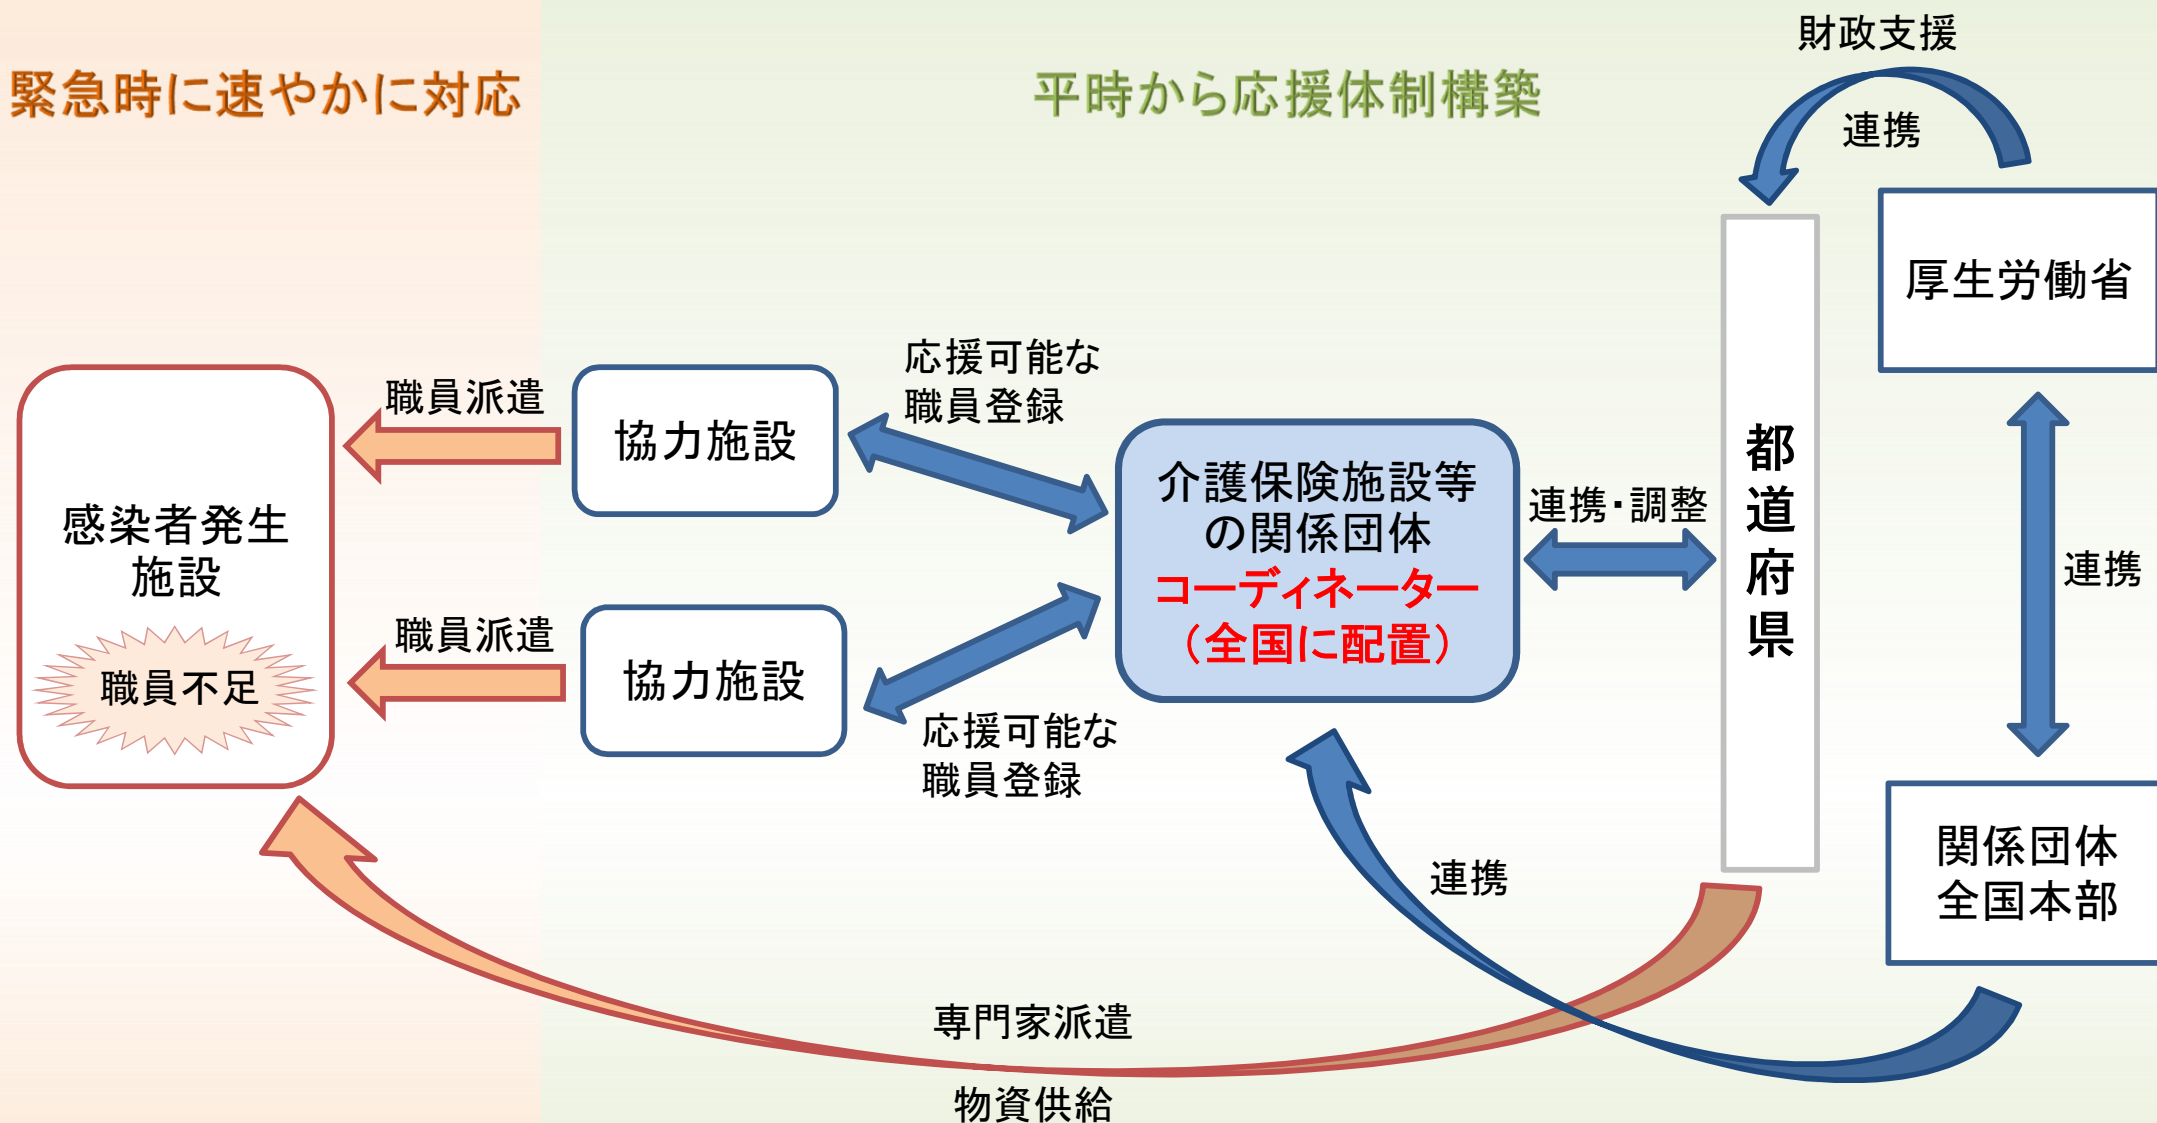 緊急時に速やかに対応
平時から応援体制構築
財政支援
連携
厚生労働省
都道府県
連携
関係団体
全国本部
応援可能な
職員登録
職員派遣
協力施設
介護保険施設等
の関係団体
コーディネーター
（全国に配置）
連携・調整
感染者発生
施設
職員不足
職員派遣
協力施設
応援可能な
職員登録
連携
専門家派遣
物資供給